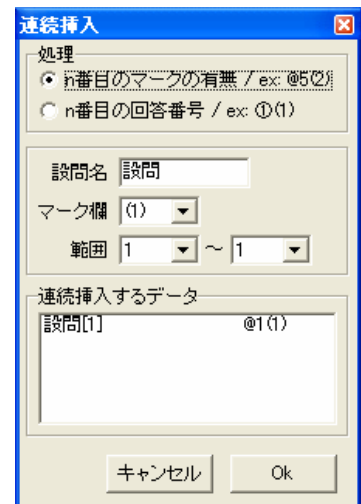 連続挿入
処理
n番目のマークの有無 / ex: @5(2)
n番目の回答番号 / ex: ①(1)
設問名 設問
マーク欄 (1)
範囲 1 ～ 1
連続挿入するデータ
設問[1] @1(1)
キャンセル Ok